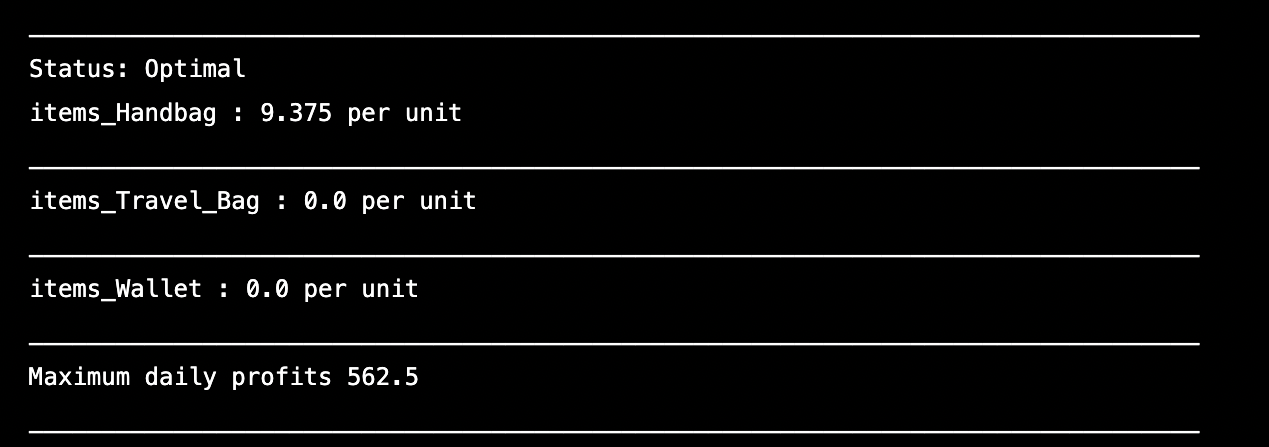 Status: Optimal
items_Handbag : 9.375 per unit
items_Travel_Bag : 0.0 per unit
items_Wallet : 0.0 per unit
Maximum daily profits 562.5